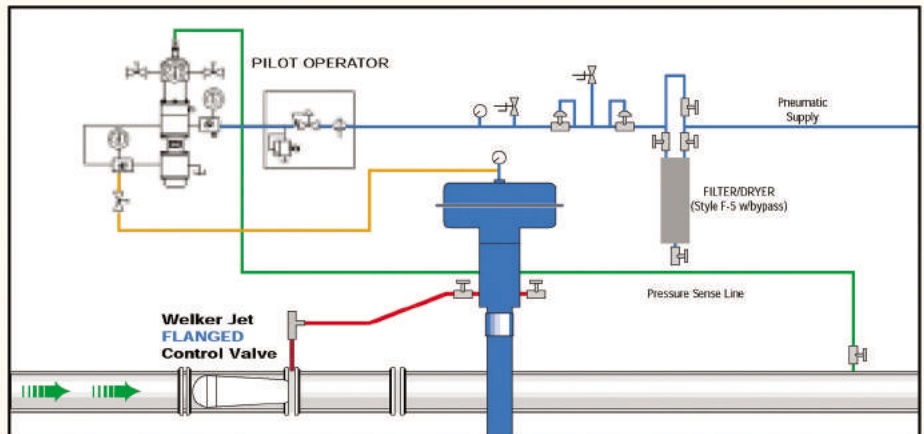 PILOT OPERATOR
Pneumatic
Supply
FILTER/DRYER
(Style F-5 w/bypass)
Pressure Sense Line
Welker Jet
FLANGED
Control Valve